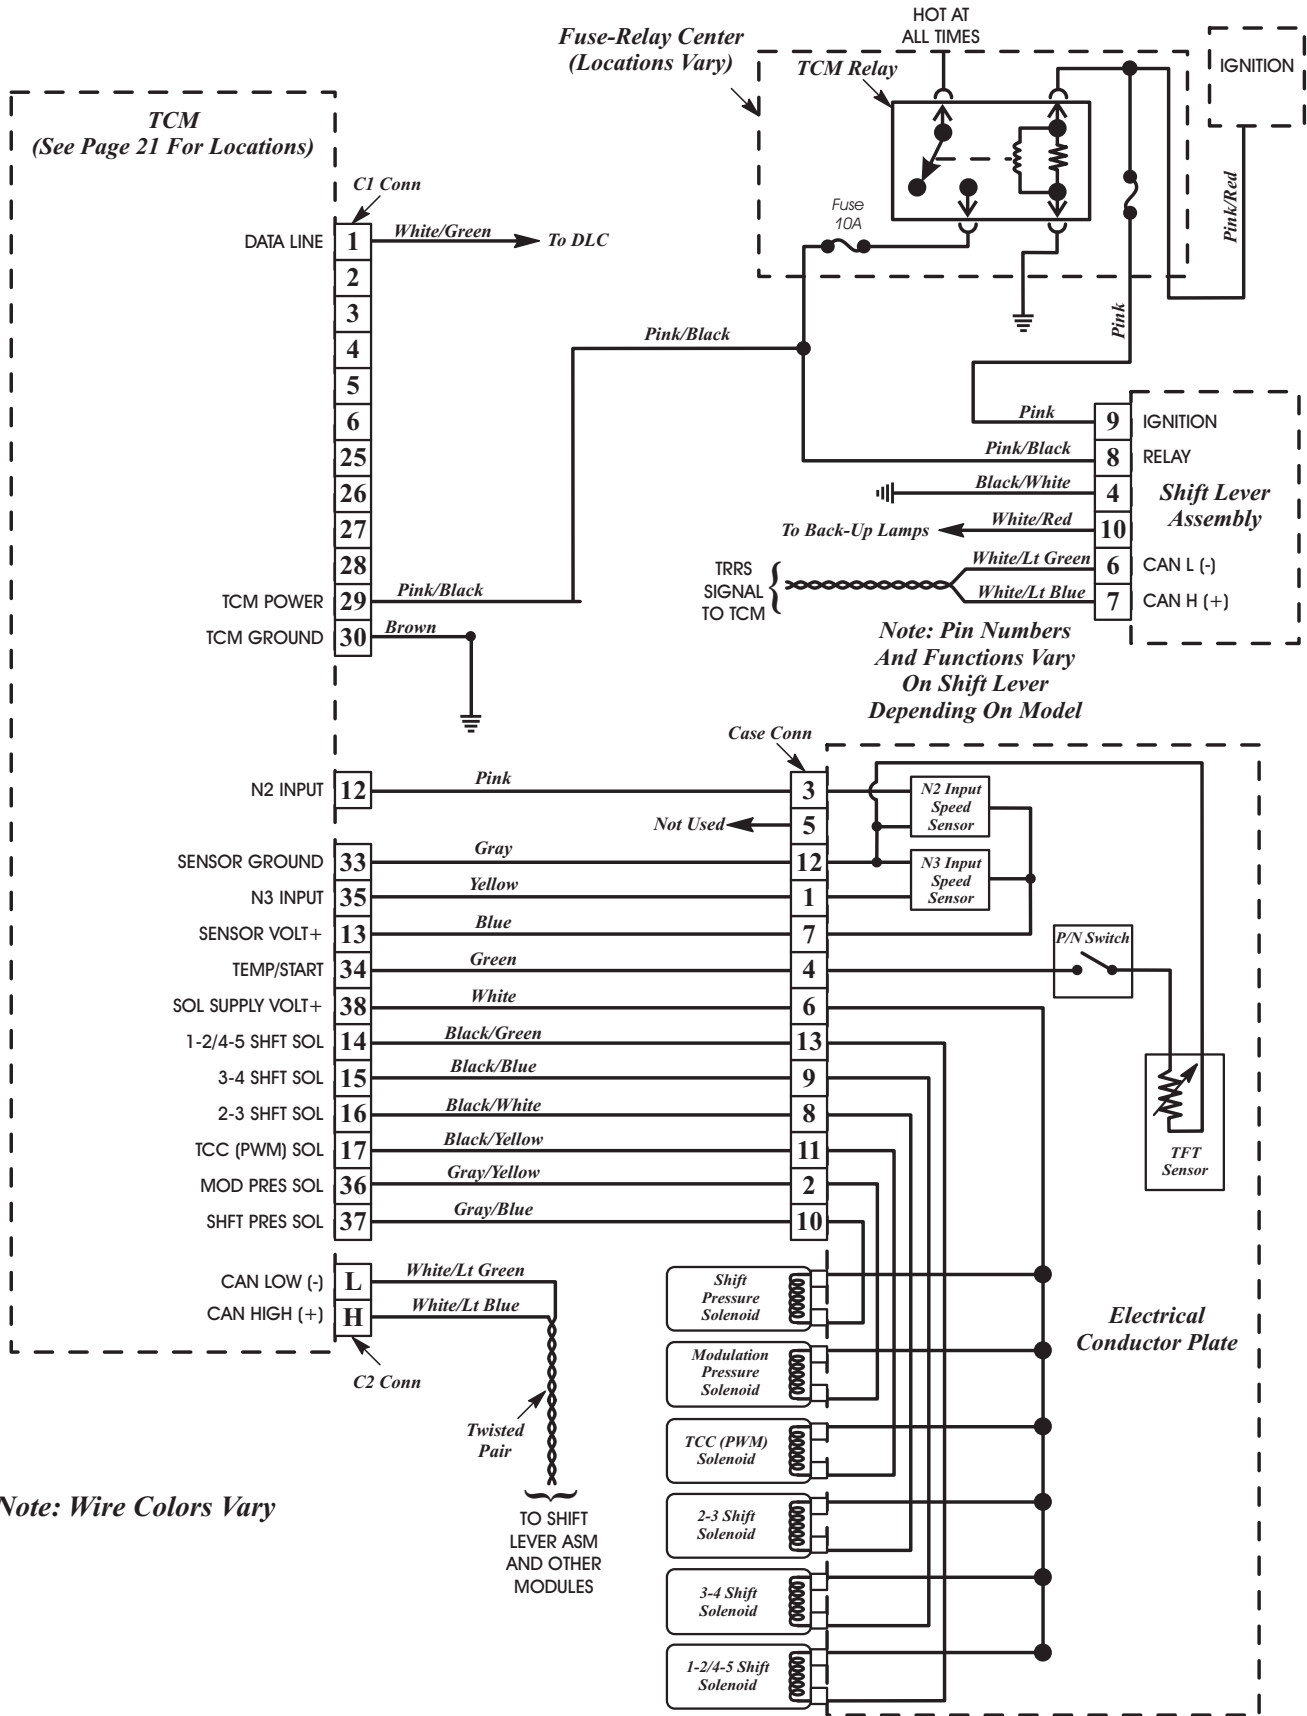 HOT AT
ALL TIMES
Fuse-Relay Center
(Locations Vary)
TCM Relay
IGNITION
TCM
(See Page 21 For Locations)
C1 Conn
Fuse
10A
Pink/Red
DATA LINE
1
White/Green
To DLC
2
3
4
5
6
25
26
27
28
TCM POWER
29
Pink/Black
TCM GROUND
30
Brown
Pink/Black
Pink
Pink
9
IGNITION
Pink/Black
8
RELAY
Black/White
4
Shift Lever
Assembly
To Back-Up Lamps
White/Red
10
White/Lt Green
6
CAN L (-)
White/Lt Blue
7
CAN H (+)
TRRS
SIGNAL
TO TCM
Note: Pin Numbers
And Functions Vary
On Shift Lever
Depending On Model
Case Conn
N2 INPUT
12
Pink
3
N2 Input
Speed
Sensor
Not Used
5
SENSOR GROUND
33
Gray
12
N3 Input
Speed
Sensor
N3 INPUT
35
Yellow
1
SENSOR VOLT+
13
Blue
7
P/N Switch
TEMP/START
34
Green
4
SOL SUPPLY VOLT+
38
White
6
1-2/4-5 SHFT SOL
14
Black/Green
13
3-4 SHFT SOL
15
Black/Blue
9
2-3 SHFT SOL
16
Black/White
8
TCC (PWM) SOL
17
Black/Yellow
11
TFT
Sensor
MOD PRES SOL
36
Gray/Yellow
2
SHFT PRES SOL
37
Gray/Blue
10
CAN LOW (-)
L
White/Lt Green
CAN HIGH (+)
H
White/Lt Blue
C2 Conn
Twisted
Pair
TO SHIFT
LEVER ASM
AND OTHER
MODULES
Shift
Pressure
Solenoid
Electrical
Conductor Plate
Modulation
Pressure
Solenoid
TCC (PWM)
Solenoid
2-3 Shift
Solenoid
3-4 Shift
Solenoid
1-2/4-5 Shift
Solenoid
Note: Wire Colors Vary